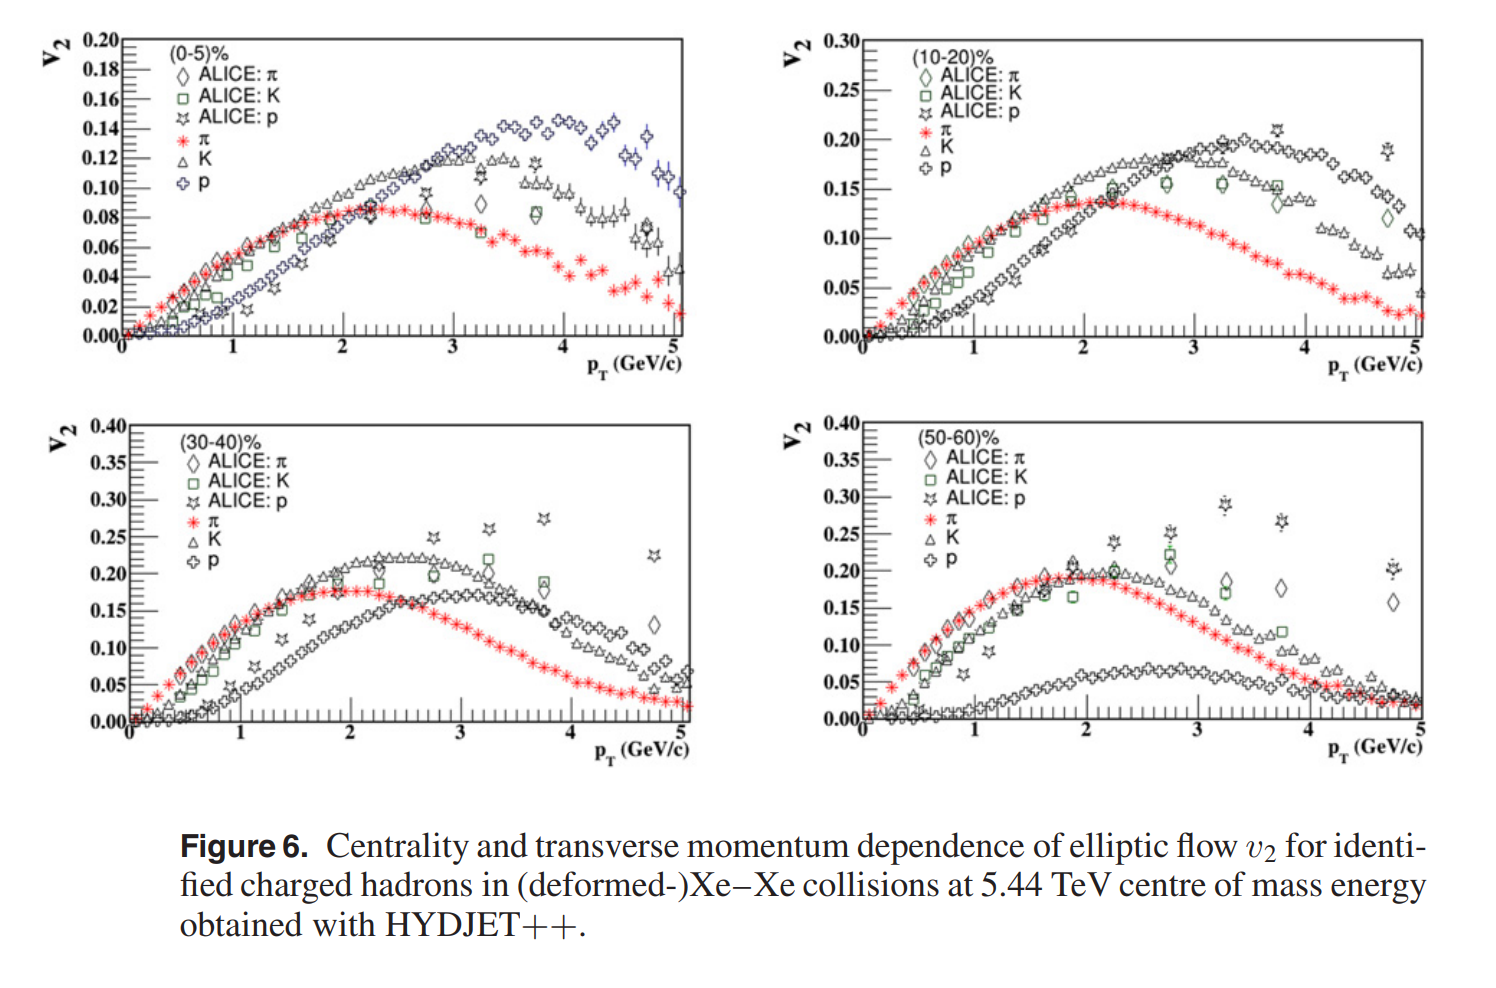 V2
0.20
0.18
0.16
0.14
0.12
0.10
0.08
0.06
0.04
0.02
0.00
(0-5)%
ALICE: π
ALICE: K
ALICE: p
π
K
p
0 1 2 3 4 5
pT (GeV/c)
V2
0.30
0.25
0.20
0.15
0.10
0.05
0.00
(10-20)%
ALICE: π
ALICE: K
ALICE: p
π
K
p
0 1 2 3 4 5
pT (GeV/c)
V2
0.40
0.35
0.30
0.25
0.20
0.15
0.10
0.05
0.00
(30-40)%
ALICE: π
ALICE: K
ALICE: p
π
K
p
0 1 2 3 4 5
pT (GeV/c)
V2
0.40
0.35
0.30
0.25
0.20
0.15
0.10
0.05
0.00
(50-60)%
ALICE: π
ALICE: K
ALICE: p
π
K
p
0 1 2 3 4 5
pT (GeV/c)
Figure 6. Centrality and transverse momentum dependence of elliptic flow v2 for identi-
fied charged hadrons in (deformed-)Xe–Xe collisions at 5.44 TeV centre of mass energy
obtained with HYDJET++.